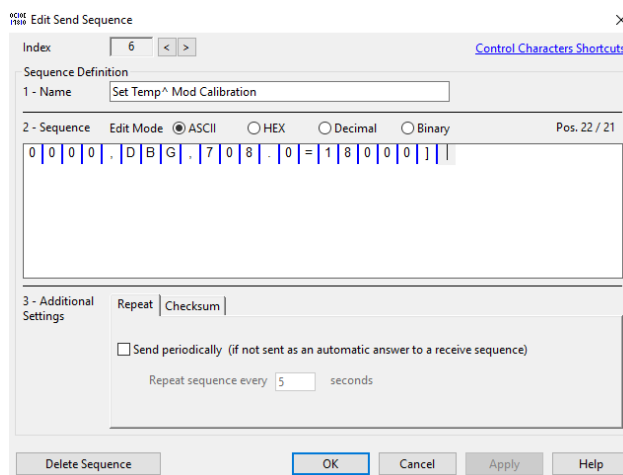 Edit Send Sequence
Index 6 < > Control Characters Shortcuts
Sequence Definition
1 - Name Set Temp^ Mod Calibration
2 - Sequence Edit Mode ASCII HEX Decimal Binary Pos. 22 / 21
0000,DBG,708.0=18000]
3 - Additional Settings Repeat Checksum
Send periodically (if not sent as an automatic answer to a receive sequence)
Repeat sequence every 5 seconds
Delete Sequence OK Cancel Apply Help